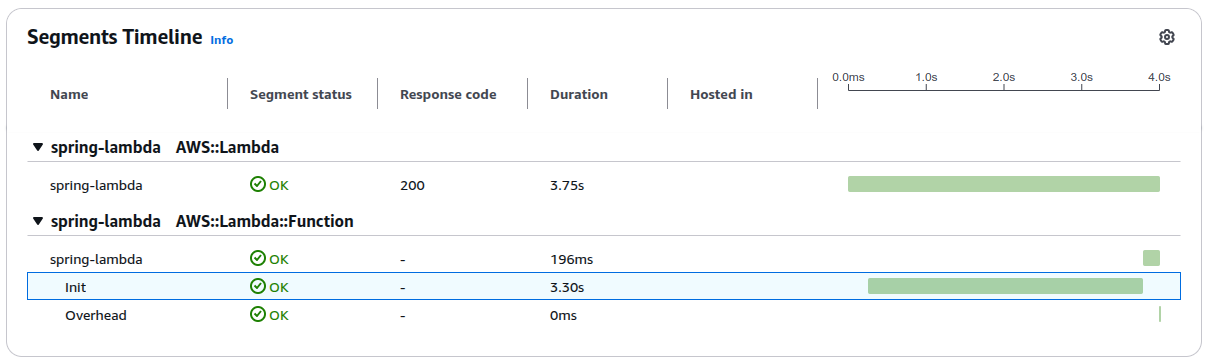 Segments Timeline Info
0.0ms 1.0s 2.0s 3.0s 4.0s
Name Segment status Response code Duration Hosted in
spring-lambda AWS::Lambda
spring-lambda OK 200 3.75s
spring-lambda AWS::Lambda::Function
spring-lambda OK - 196ms
Init OK - 3.30s
Overhead OK - 0ms